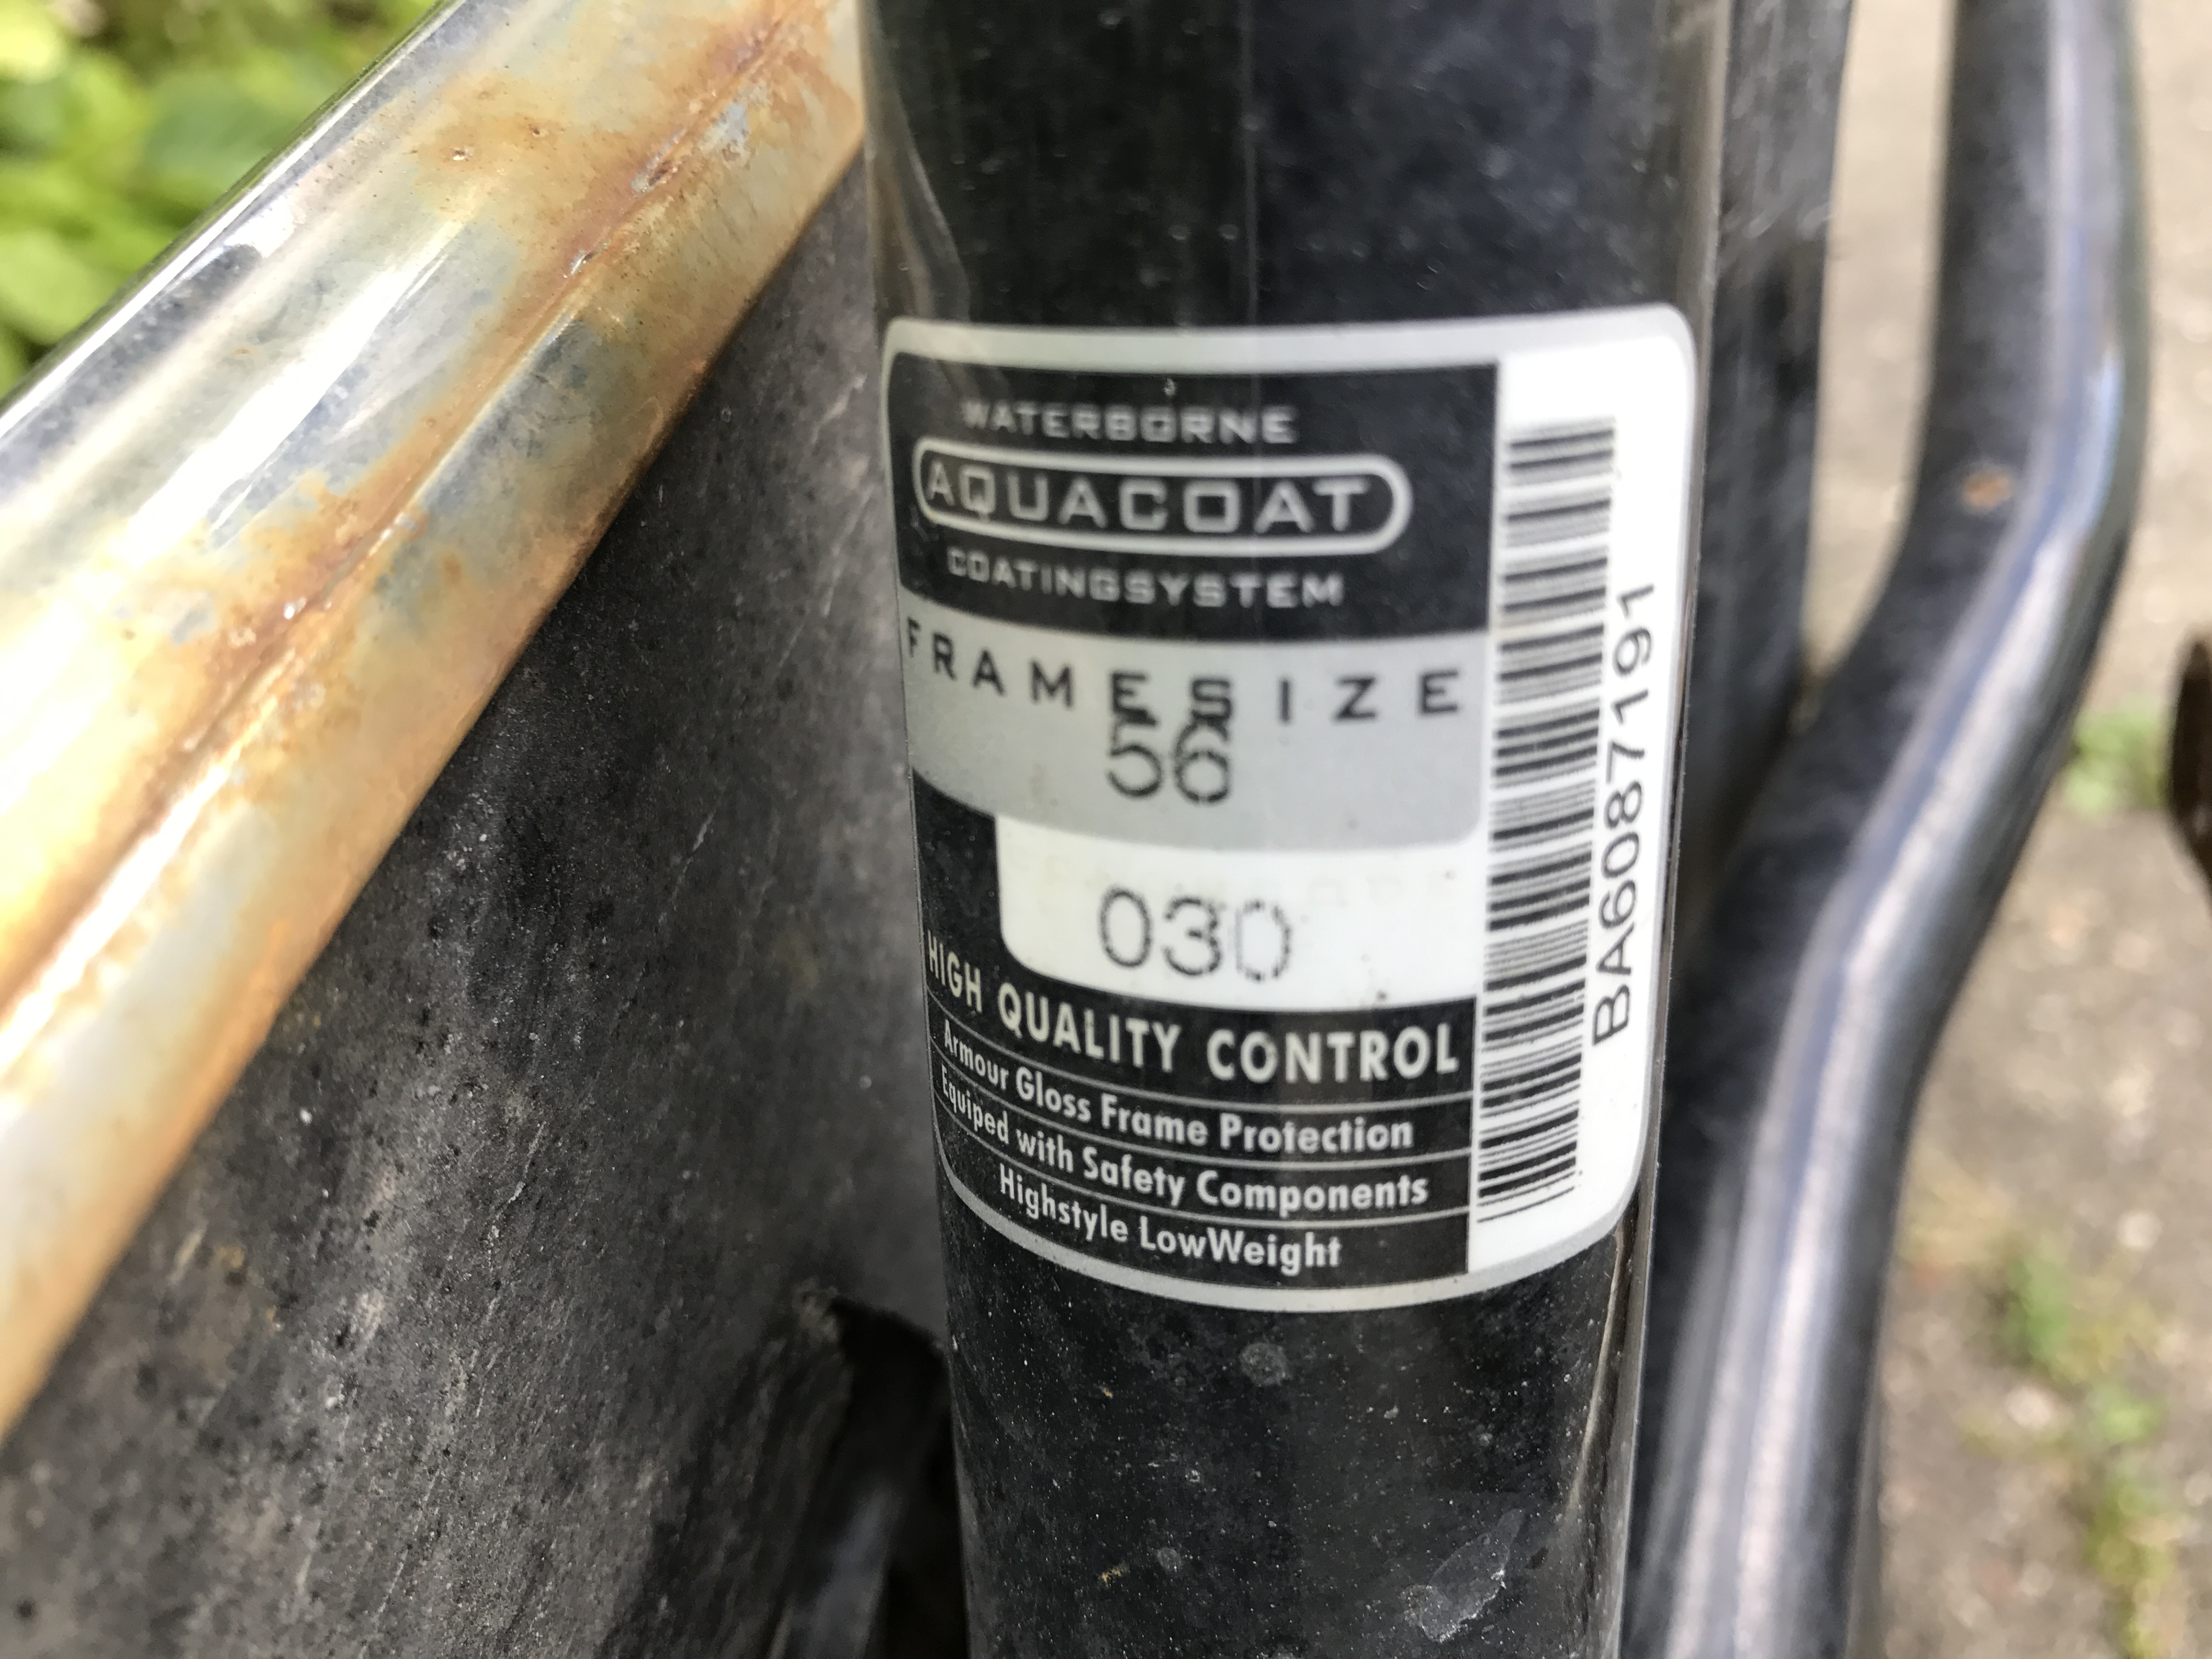 WATERBORNE
AQUACOAT
COATINGSYSTEM
FRAMESIZE
56
030
HIGH QUALITY CONTROL
Armour Gloss Frame Protection
Equiped with Safety Components
Highstyle LowWeight
BA6087191